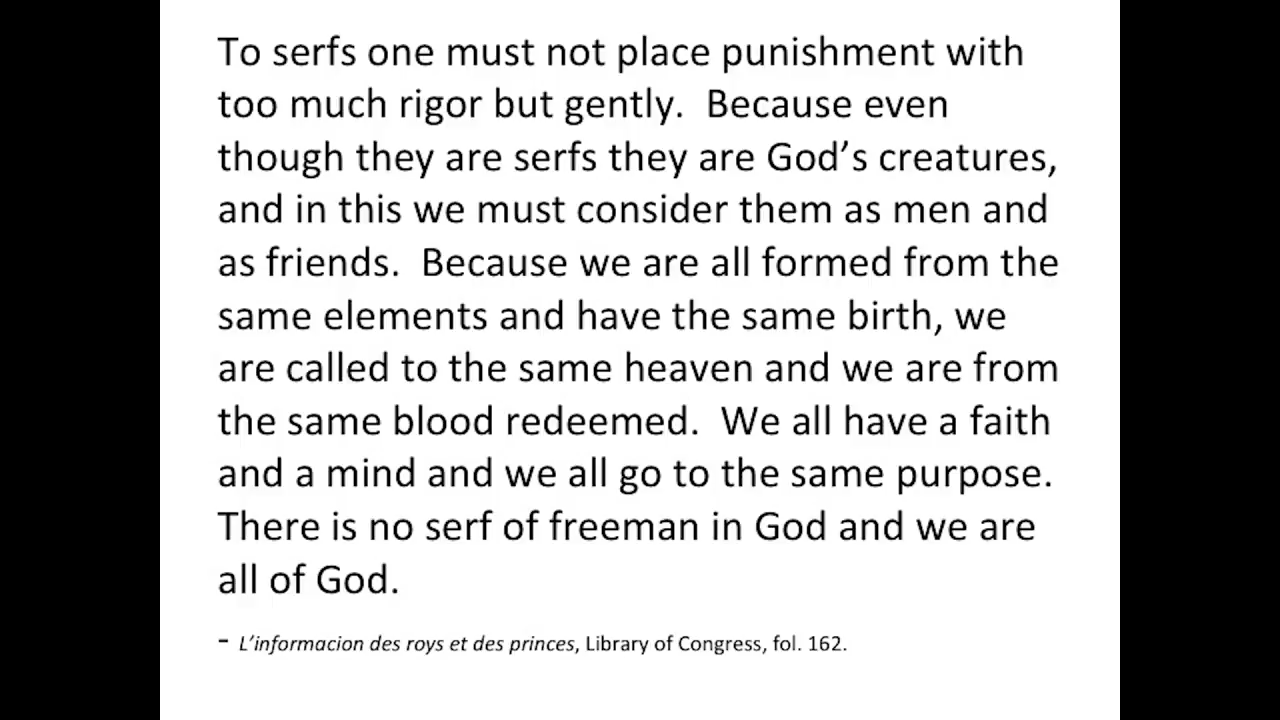 To serfs one must not place punishment with
too much rigor but gently.  Because even
though they are serfs they are God’s creatures,
and in this we must consider them as men and
as friends.  Because we are all formed from the
same elements and have the same birth, we
are called to the same heaven and we are from
the same blood redeemed.  We all have a faith
and a mind and we all go to the same purpose.
There is no serf of freeman in God and we are
all of God.
- L’informacion des roys et des princes, Library of Congress, fol. 162.